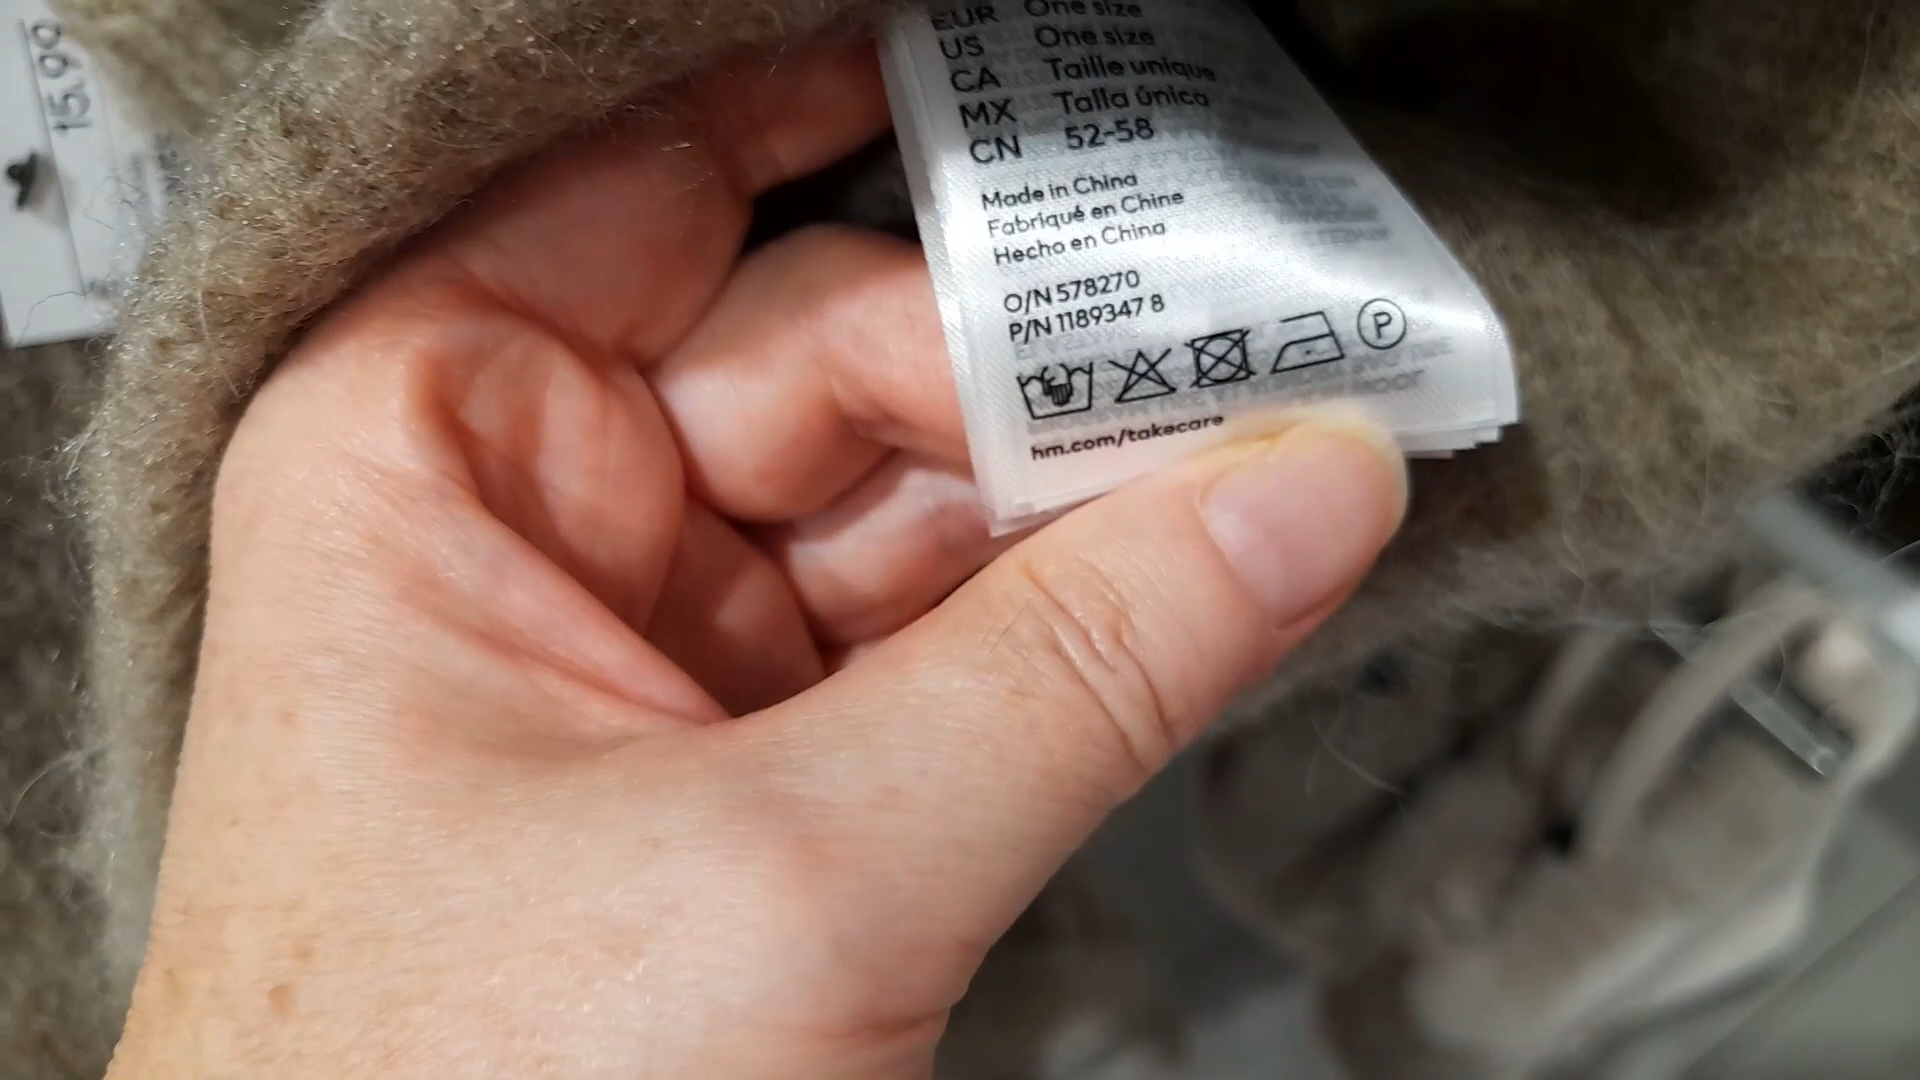 15.99
EUR One size
US One size
CA Taille unique
MX Talla única
CN 52-58
Made in China
Fabriqué en Chine
Hecho en China
O/N 578270
P/N 1189347 8
P
hm.com/takecare